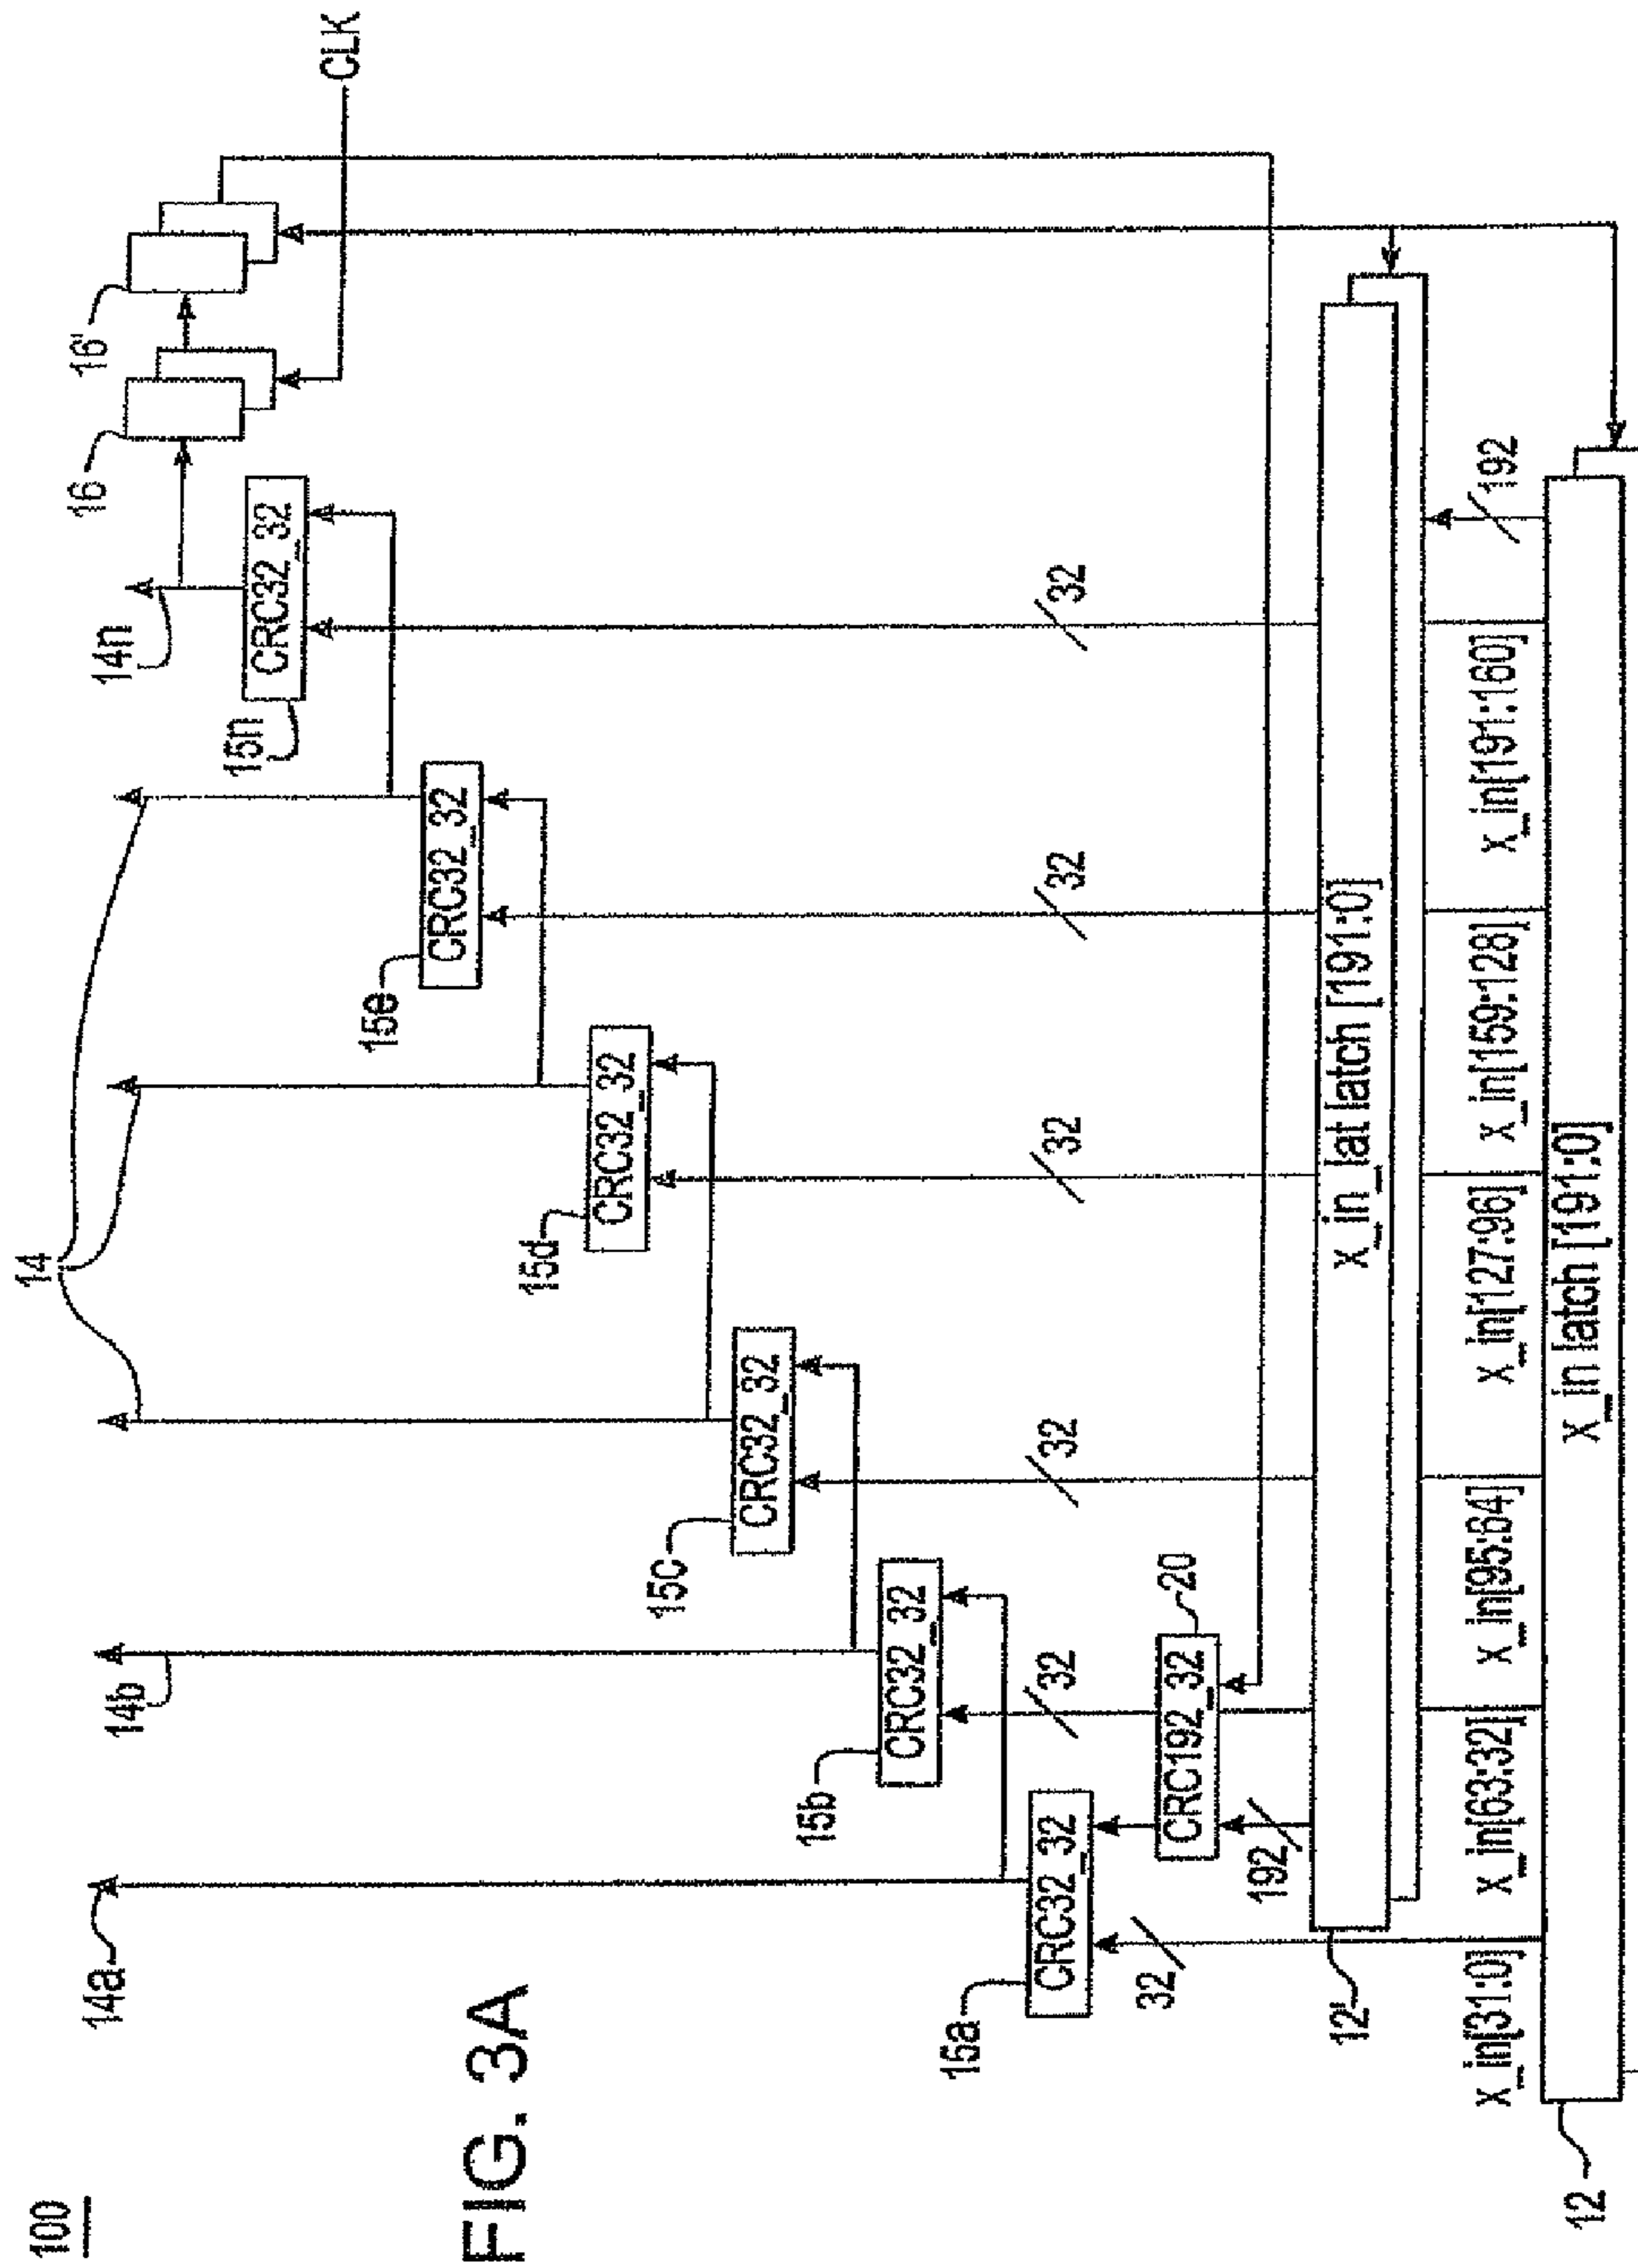 100
FIG. 3A
14
14a
14b
14n
16
16'
CLK
15n
CRC32_32
15e
CRC32_32
15d
CRC32_32
15c
CRC32_32
15b
CRC32_32
15a
CRC32_32
CRC192_32
20
32
32
32
32
32
32
192
12'
x_in_lat latch [191:0]
192
x_in[31:0]
x_in[63:32]
x_in[95:64]
x_in[127:96]
x_in[159:128]
x_in[191:160]
12
x_in latch [191:0]